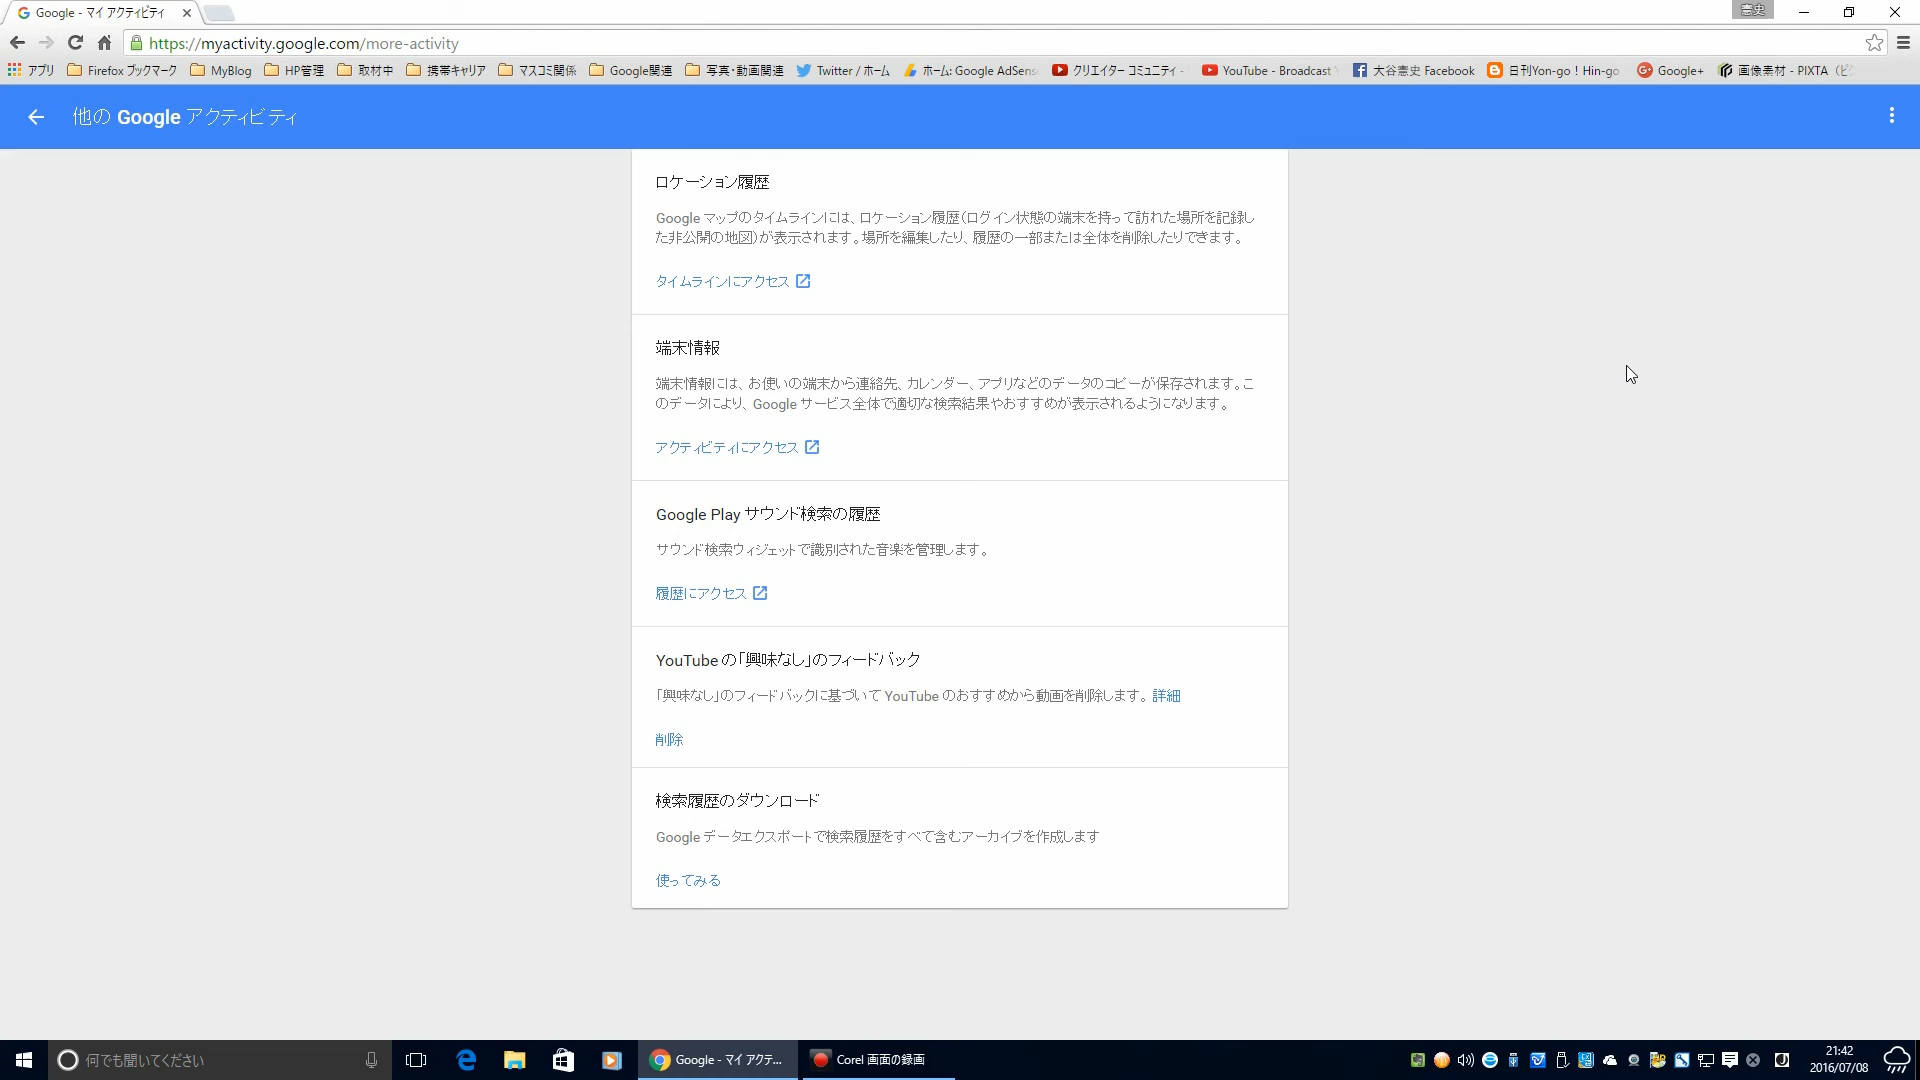 Google - マイ アクティビティ
憲史
https://myactivity.google.com/more-activity
アプリ Firefox ブックマーク MyBlog HP管理 取材中 携帯キャリア マスコミ関係 Google関連 写真・動画関連 Twitter / ホーム ホーム: Google AdSens クリエイター コミュニティ - YouTube - Broadcast 大谷憲史 Facebook 日刊Yon-go！Hin-go Google+ 画像素材 - PIXTA（ピ
他の Google アクティビティ
ロケーション履歴
Google マップのタイムラインには、ロケーション履歴（ログイン状態の端末を持って訪れた場所を記録し
た非公開の地図）が表示されます。場所を編集したり、履歴の一部または全体を削除したりできます。
タイムラインにアクセス
端末情報
端末情報には、お使いの端末から連絡先、カレンダー、アプリなどのデータのコピーが保存されます。こ
のデータにより、Google サービス全体で適切な検索結果やおすすめが表示されるようになります。
アクティビティにアクセス
Google Play サウンド検索の履歴
サウンド検索ウィジェットで識別された音楽を管理します。
履歴にアクセス
YouTube の「興味なし」のフィードバック
「興味なし」のフィードバックに基づいて YouTube のおすすめから動画を削除します。 詳細
削除
検索履歴のダウンロード
Google データエクスポートで検索履歴をすべて含むアーカイブを作成します
使ってみる
何でも聞いてください
Google - マイ アクテ...
Corel 画面の録画
21:42
2016/07/08